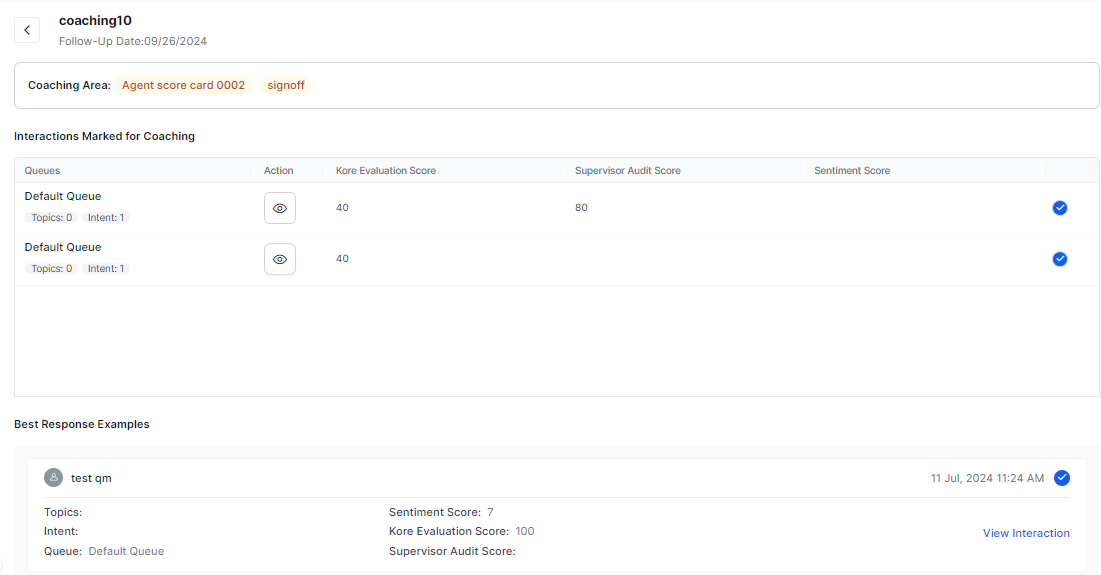 coaching10
Follow-Up Date:09/26/2024
Coaching Area: Agent score card 0002 signoff
Interactions Marked for Coaching
Queues Action Kore Evaluation Score Supervisor Audit Score Sentiment Score
Default Queue
40 80
Topics: 0 Intent: 1
Default Queue
40
Topics: 0 Intent: 1
Best Response Examples
test qm 11 Jul, 2024 11:24 AM
Topics: Sentiment Score: 7
Intent: Kore Evaluation Score: 100
View Interaction
Queue: Default Queue Supervisor Audit Score: